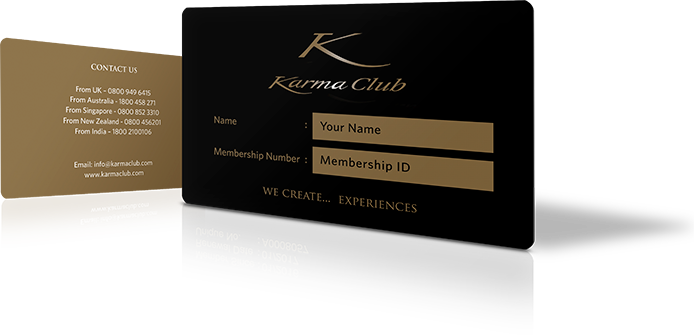 CONTACT US
From UK - 0800 949 6415
From Australia - 1800 458 271
From Singapore - 0800 852 3310
From New Zealand - 0800 456201
From India - 1800 2100106
Email: info@karmaclub.com
www.karmaclub.com
K
Karma Club
Name : Your Name
Membership Number : Membership ID
WE CREATE... EXPERIENCES